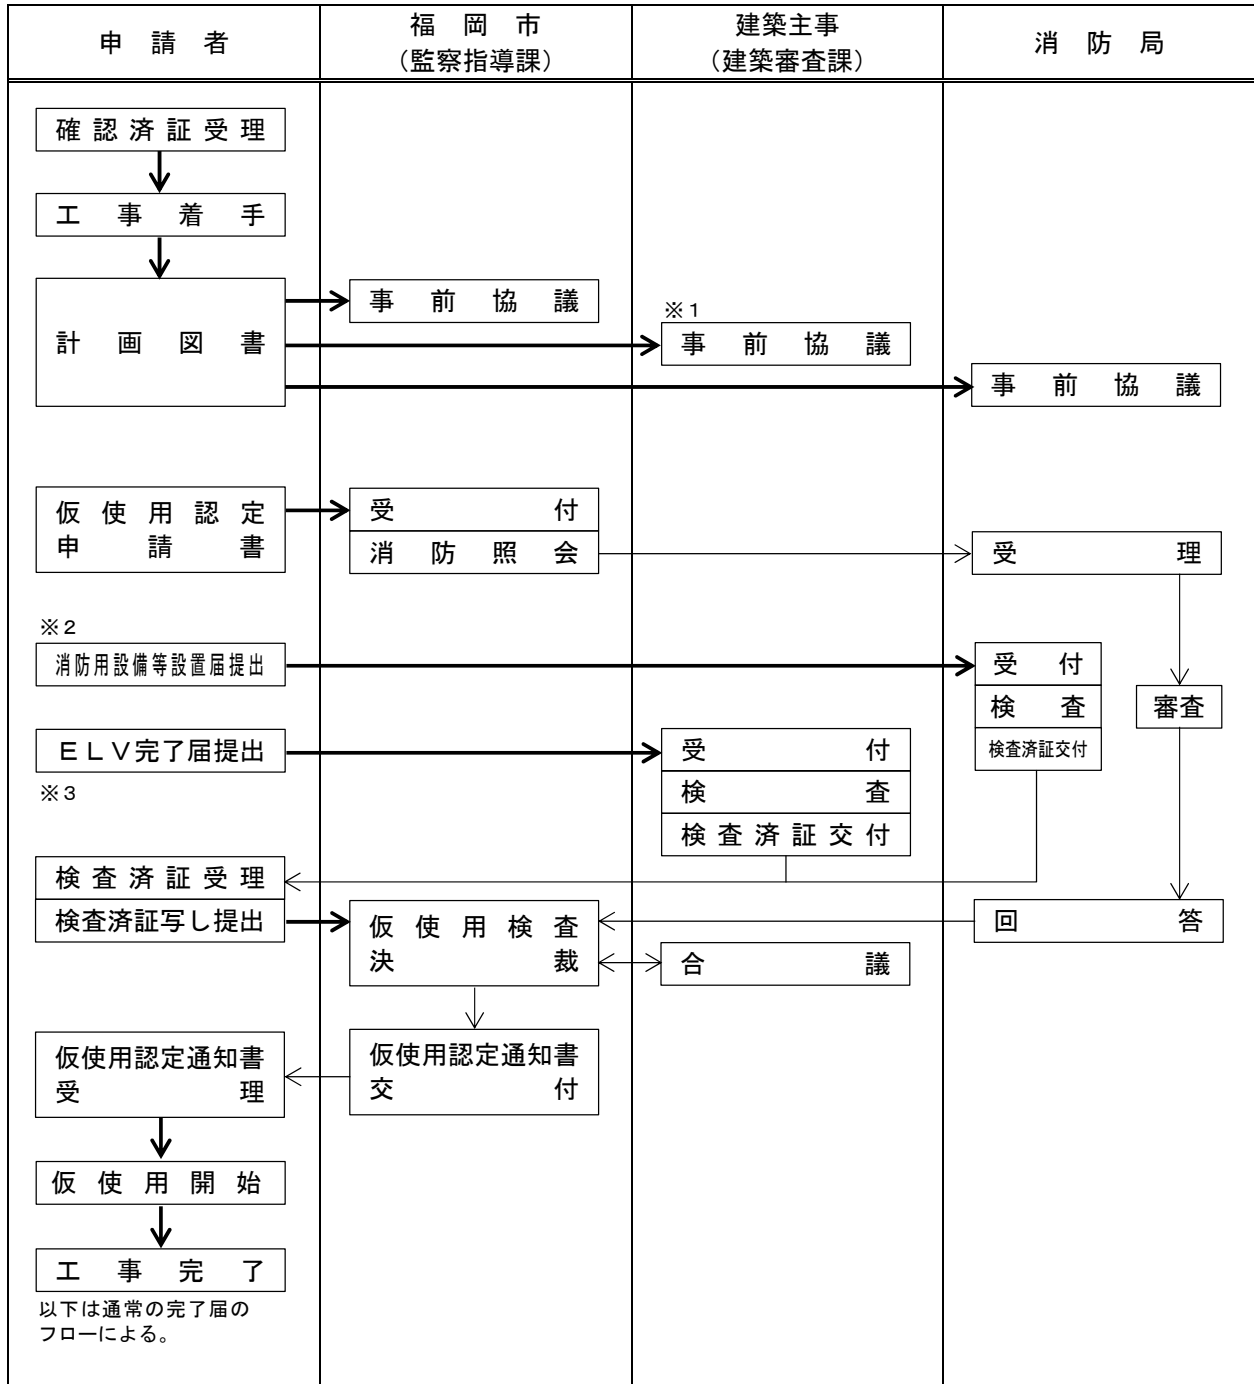 申請者
福岡市
（監察指導課）
建築主事
（建築審査課）
消防局
確認済証受理
工事着手
計画図書
事前協議
※１
事前協議
事前協議
仮使用認定
申請書
受付
消防照会
受理
※２
消防用設備等設置届提出
受付
検査
検査済証交付
審査
ＥＬＶ完了届提出
※３
受付
検査
検査済証交付
検査済証受理
検査済証写し提出
仮使用検査
決裁
合議
回答
仮使用認定通知書
受理
仮使用認定通知書
交付
仮使用開始
工事完了
以下は通常の完了届の
フローによる。